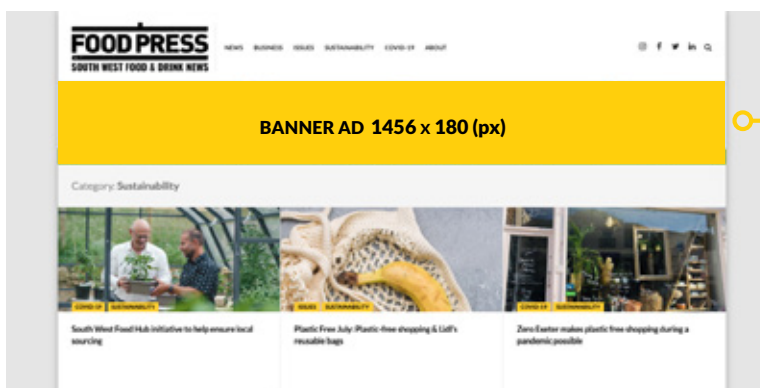 FOOD PRESS
SOUTH WEST FOOD & DRINK NEWS
NEWS BUSINESS ISSUES SUSTAINABILITY COVID-19 ABOUT
BANNER AD 1456 x 180 (px)
Category: Sustainability
COVID-19 SUSTAINABILITY
South West Food Hub initiative to help ensure local
sourcing
ISSUES SUSTAINABILITY
Plastic Free July: Plastic-free shopping & Lidl's
reusable bags
COVID-19 SUSTAINABILITY
Zero Exeter makes plastic free shopping during a
pandemic possible